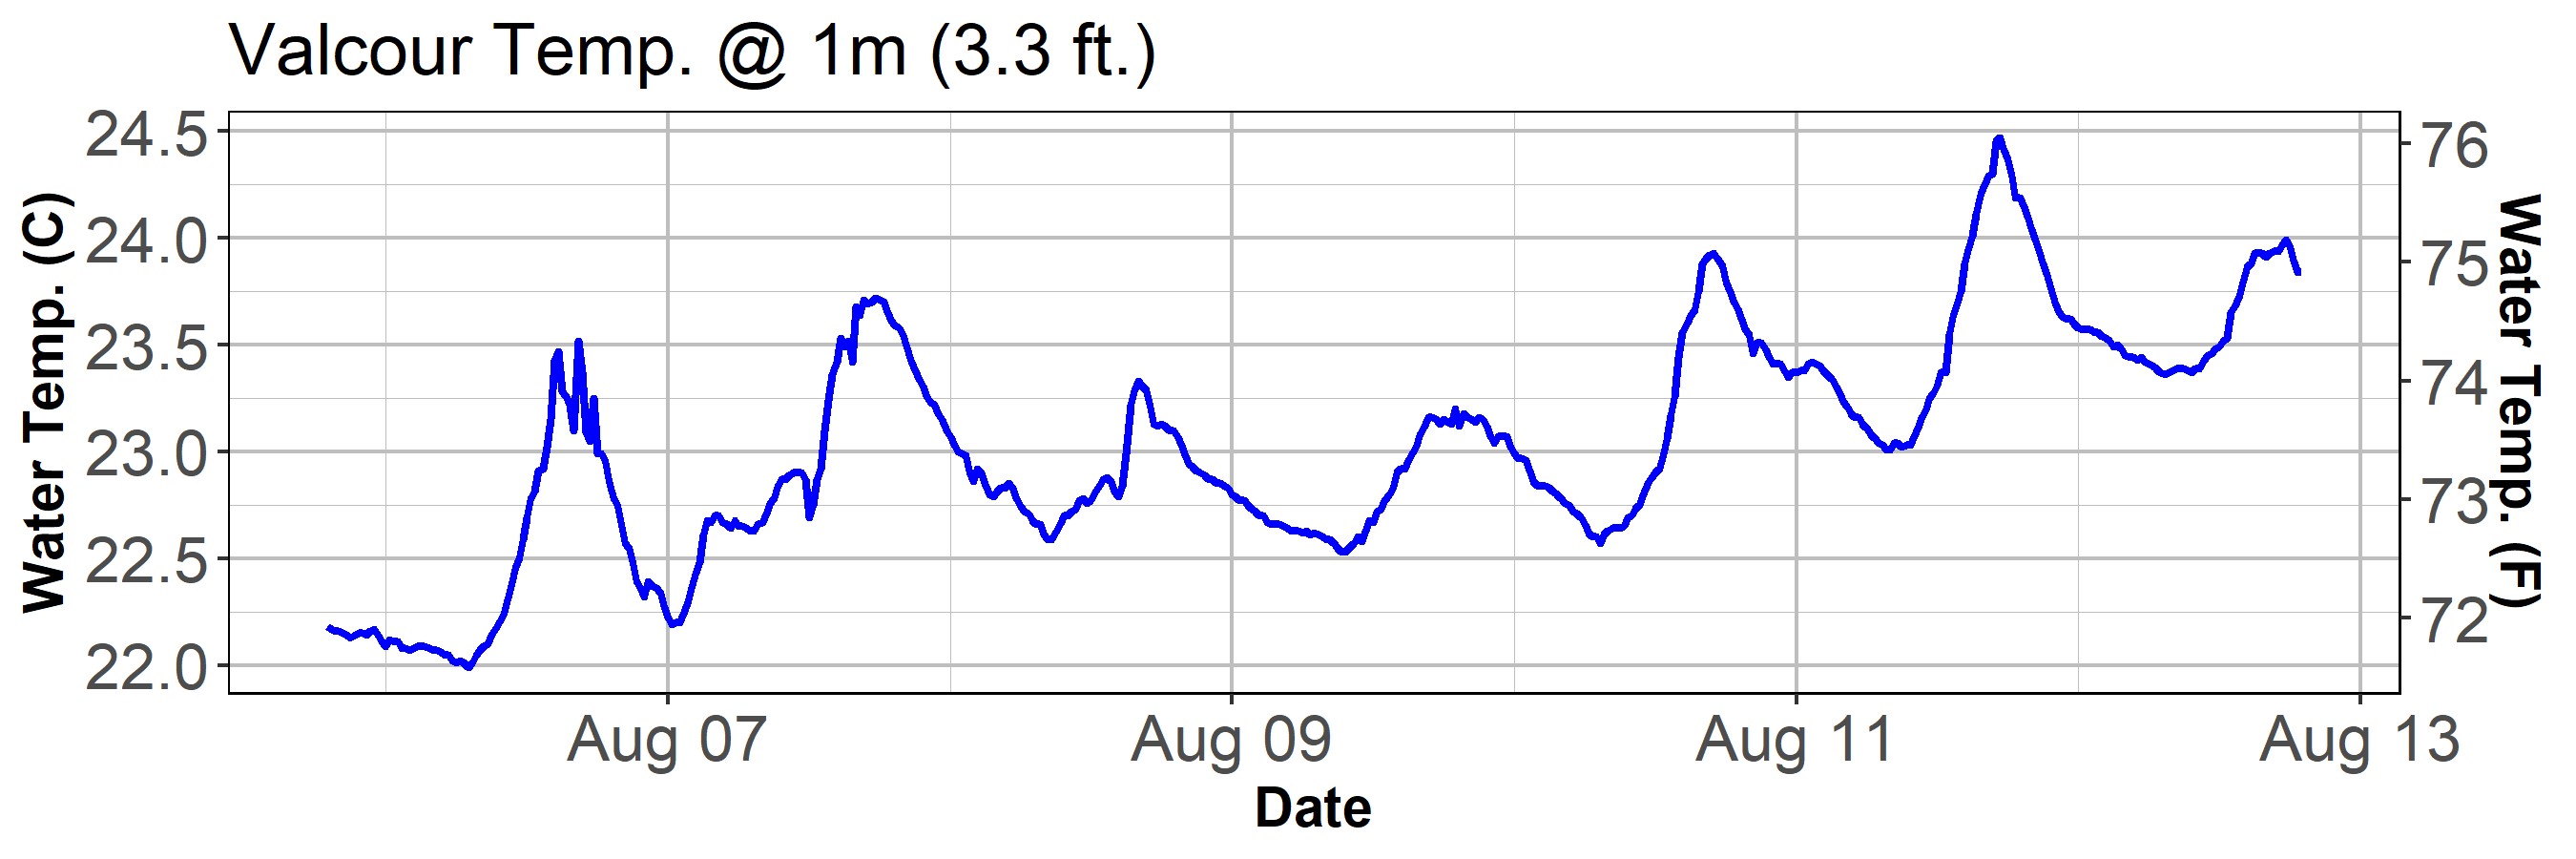 Valcour Temp. @ 1m (3.3 ft.)
Water Temp. (C)
24.5
24.0
23.5
23.0
22.5
22.0
76
75
74
73
72
Water Temp. (F)
Aug 07 Aug 09 Aug 11 Aug 13
Date